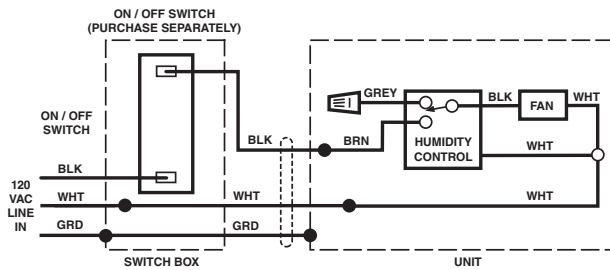 ON / OFF SWITCH
(PURCHASE SEPARATELY)
ON / OFF
SWITCH
BLK
120
VAC
LINE
IN
WHT
GRD
BLK
WHT
GRD
SWITCH BOX
GREY
BRN
HUMIDITY
CONTROL
BLK
FAN
WHT
WHT
WHT
UNIT